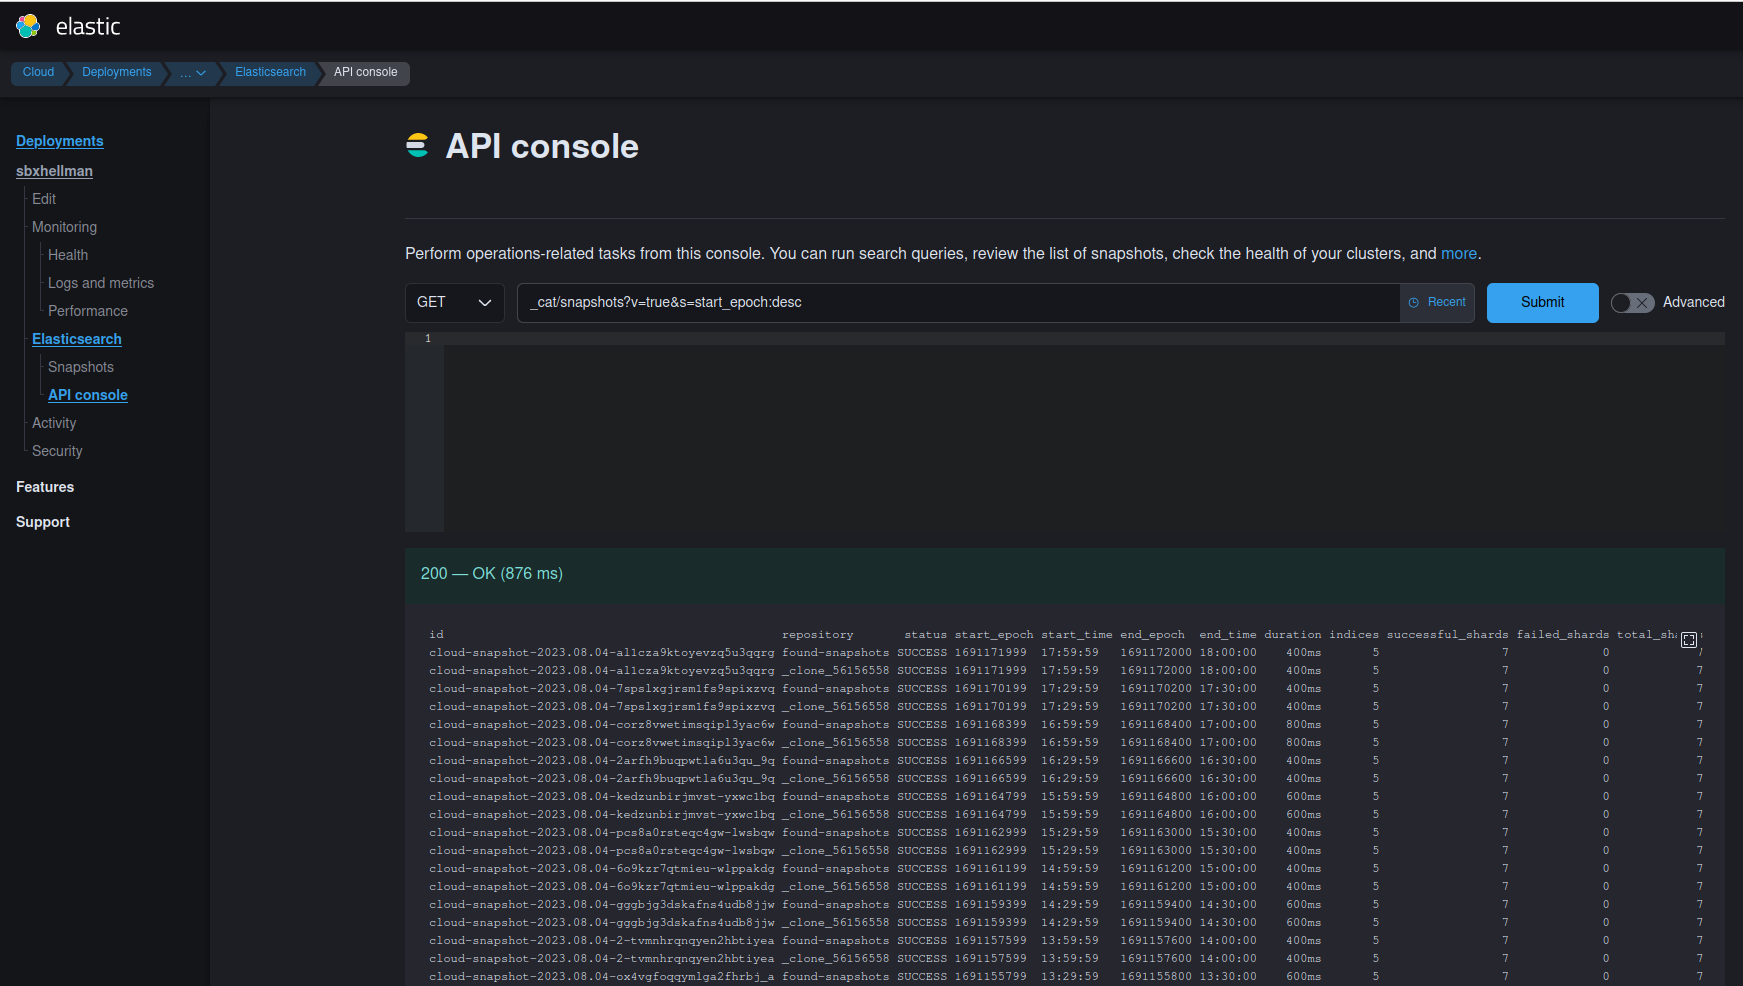 elastic
Cloud Deployments ... Elasticsearch API console
Deployments
sbxhellman
Edit
Monitoring
Health
Logs and metrics
Performance
Elasticsearch
Snapshots
API console
Activity
Security
Features
Support
API console
Perform operations-related tasks from this console. You can run search queries, review the list of snapshots, check the health of your clusters, and more.
GET _cat/snapshots?v=true&s=start_epoch:desc Recent Submit Advanced
1
200 — OK (876 ms)
id repository status start_epoch start_time end_epoch end_time duration indices successful_shards failed_shards
cloud-snapshot-2023.08.04-al1cza9ktoyevzq5u3qqrg found-snapshots SUCCESS 1691171999 17:59:59 1691172000 18:00:00 400ms 5 7 0
cloud-snapshot-2023.08.04-al1cza9ktoyevzq5u3qqrg _clone_56156558 SUCCESS 1691171999 17:59:59 1691172000 18:00:00 400ms 5 7 0 7
cloud-snapshot-2023.08.04-7spslxgjrsmlfs9spixzvq found-snapshots SUCCESS 1691170199 17:29:59 1691170200 17:30:00 400ms 5 7 0 7
cloud-snapshot-2023.08.04-7spslxgjrsmlfs9spixzvq _clone_56156558 SUCCESS 1691170199 17:29:59 1691170200 17:30:00 400ms 5 7 0 7
cloud-snapshot-2023.08.04-corz8vwetimsqipl3yac6w found-snapshots SUCCESS 1691168399 16:59:59 1691168400 17:00:00 800ms 5 7 0 7
cloud-snapshot-2023.08.04-corz8vwetimsqipl3yac6w _clone_56156558 SUCCESS 1691168399 16:59:59 1691168400 17:00:00 800ms 5 7 0 7
cloud-snapshot-2023.08.04-2arfh9buqpwtla6u3qu_9q found-snapshots SUCCESS 1691166599 16:29:59 1691166600 16:30:00 400ms 5 7 0 7
cloud-snapshot-2023.08.04-2arfh9buqpwtla6u3qu_9q _clone_56156558 SUCCESS 1691166599 16:29:59 1691166600 16:30:00 400ms 5 7 0 7
cloud-snapshot-2023.08.04-kedzunbirjmvst-yxwc1bq found-snapshots SUCCESS 1691164799 15:59:59 1691164800 16:00:00 600ms 5 7 0 7
cloud-snapshot-2023.08.04-kedzunbirjmvst-yxwc1bq _clone_56156558 SUCCESS 1691164799 15:59:59 1691164800 16:00:00 600ms 5 7 0 7
cloud-snapshot-2023.08.04-pcs8a0rsteqc4gw-lwsbqw found-snapshots SUCCESS 1691162999 15:29:59 1691163000 15:30:00 400ms 5 7 0 7
cloud-snapshot-2023.08.04-pcs8a0rsteqc4gw-lwsbqw _clone_56156558 SUCCESS 1691162999 15:29:59 1691163000 15:30:00 400ms 5 7 0 7
cloud-snapshot-2023.08.04-6o9kzr7qtmieu-wlppakdg found-snapshots SUCCESS 1691161199 14:59:59 1691161200 15:00:00 400ms 5 7 0 7
cloud-snapshot-2023.08.04-6o9kzr7qtmieu-wlppakdg _clone_56156558 SUCCESS 1691161199 14:59:59 1691161200 15:00:00 400ms 5 7 0 7
cloud-snapshot-2023.08.04-gggbjg3dskafns4udb8jjw found-snapshots SUCCESS 1691159399 14:29:59 1691159400 14:30:00 600ms 5 7 0 7
cloud-snapshot-2023.08.04-gggbjg3dskafns4udb8jjw _clone_56156558 SUCCESS 1691159399 14:29:59 1691159400 14:30:00 600ms 5 7 0 7
cloud-snapshot-2023.08.04-2-tvmnhrqnqyen2hbtiyea found-snapshots SUCCESS 1691157599 13:59:59 1691157600 14:00:00 400ms 5 7 0 7
cloud-snapshot-2023.08.04-2-tvmnhrqnqyen2hbtiyea _clone_56156558 SUCCESS 1691157599 13:59:59 1691157600 14:00:00 400ms 5 7 0 7
cloud-snapshot-2023.08.04-ox4vgfoqqymlga2fhrbj_a found-snapshots SUCCESS 1691155799 13:29:59 1691155800 13:30:00 600ms 5 7 0 7